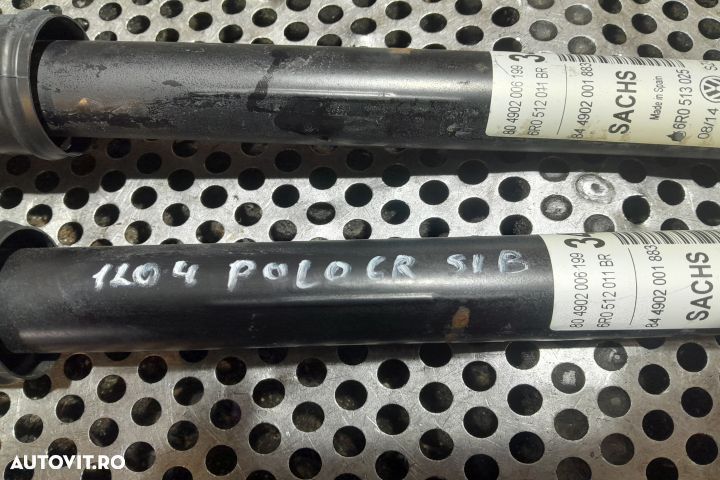 80 4902 006 199
6R0 512 011 BR
84 4902 001 883
SACHS
Made in Spain
6R0 513 025
08/14
1204 POLO CR SIB
80 4902 006 199
6R0 512 011 BR
84 4902 001 883
SACHS
AUTOVIT.RO